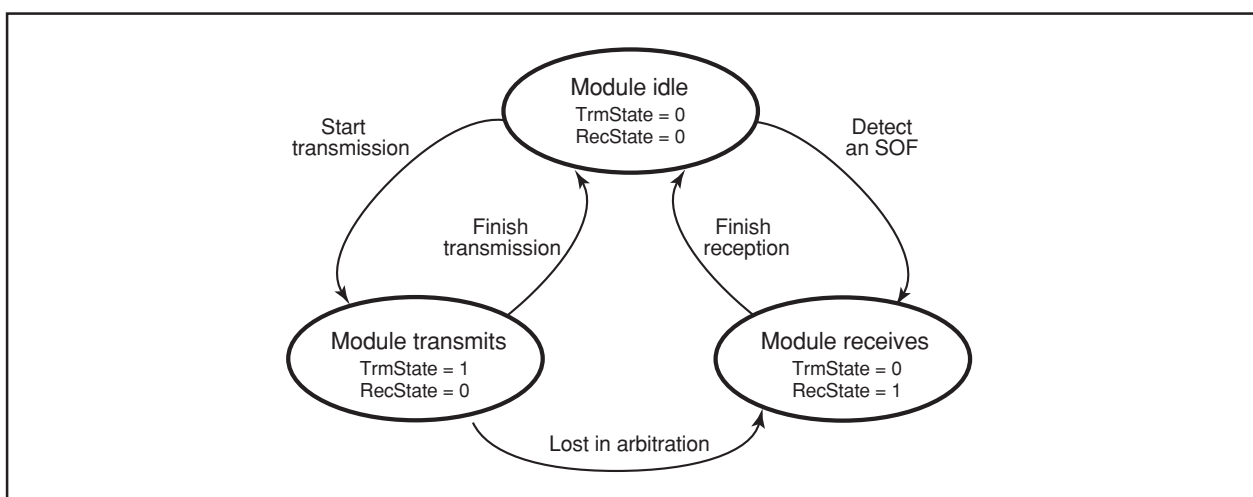 Module idle
TrmState = 0
RecState = 0
Start
transmission
Detect
an SOF
Finish
transmission
Finish
reception
Module transmits
TrmState = 1
RecState = 0
Module receives
TrmState = 0
RecState = 1
Lost in arbitration